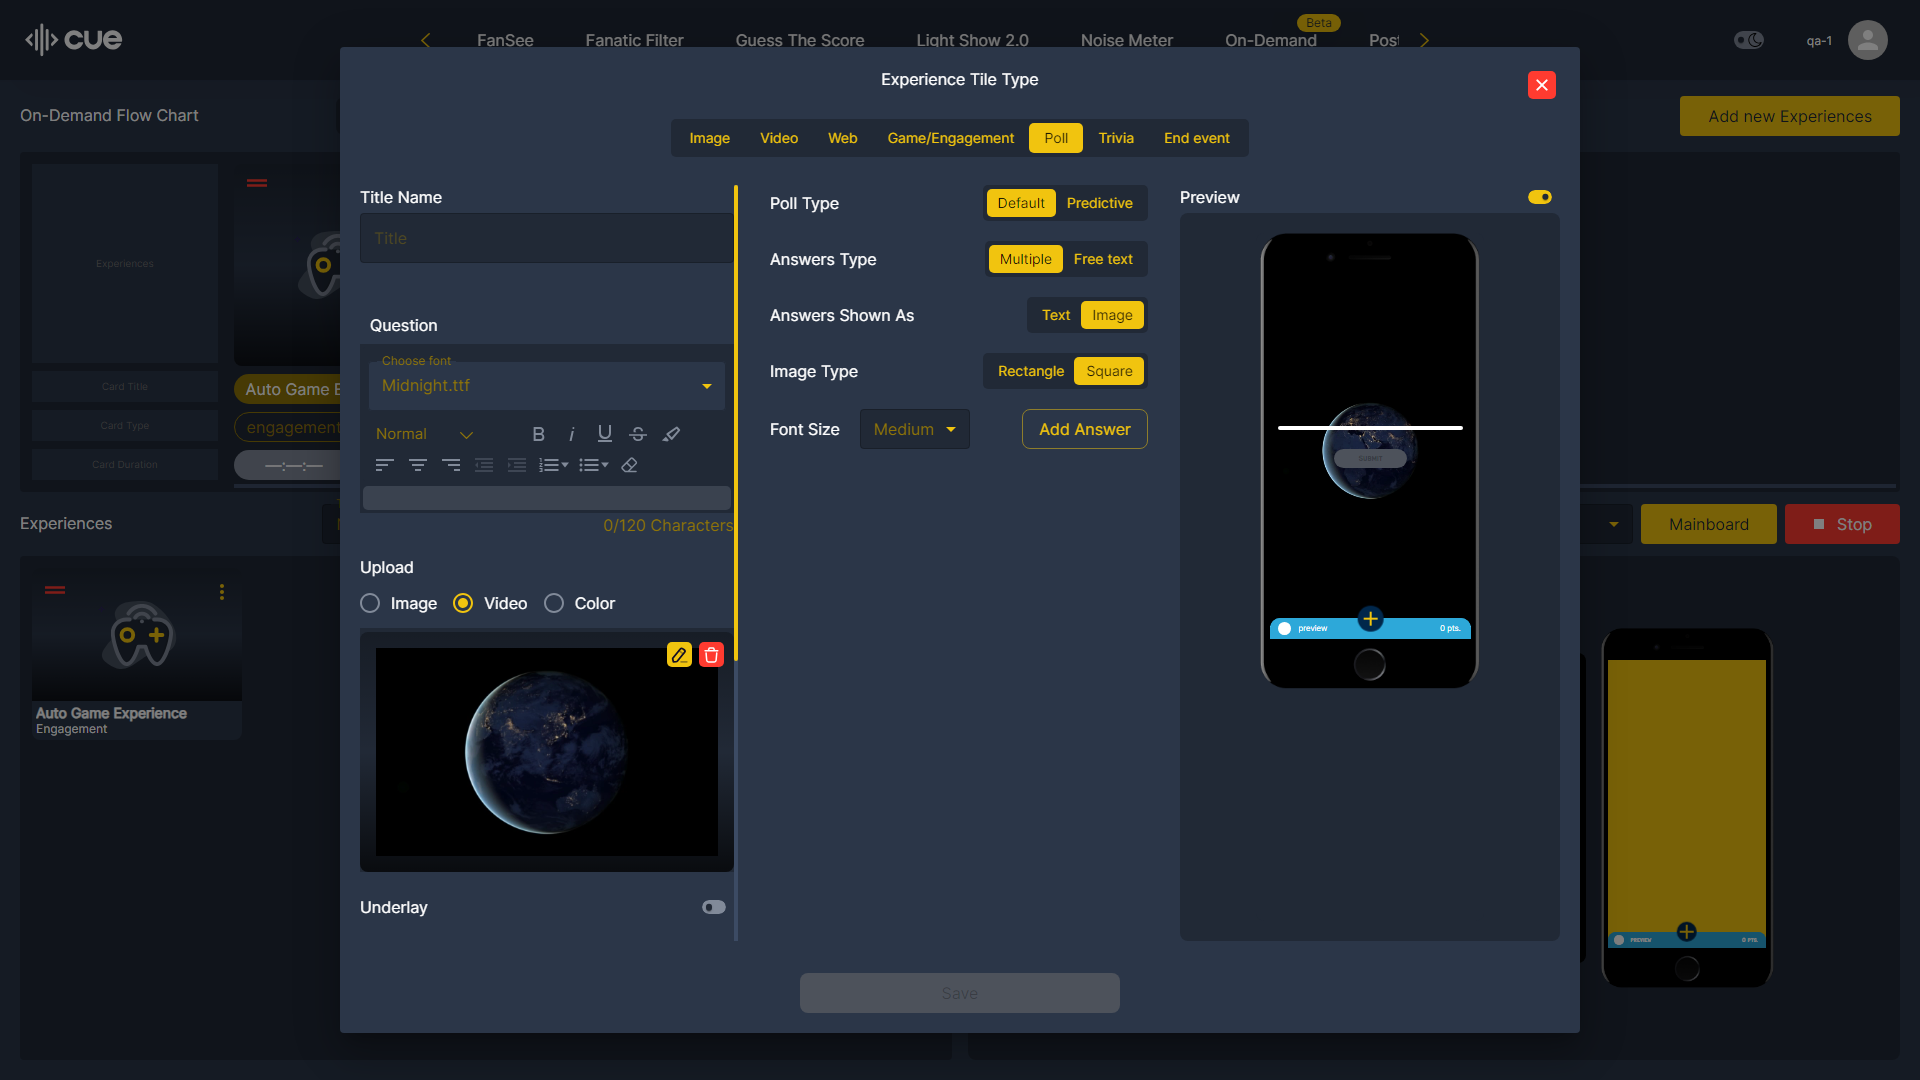 cue
FanSee
Fanatic Filter
Guess The Score
Light Show 2.0
Noise Meter
Beta
On-Demand
Post
qa-1
On-Demand Flow Chart
Add new Experiences
Experiences
Card Title
Card Type
Card Duration
Auto Game E
engagement
—:—:—
Experiences
Mainboard
Stop
Auto Game Experience
Engagement
Experience Tile Type
Image
Video
Web
Game/Engagement
Poll
Trivia
End event
Title Name
Title
Question
Choose font
Midnight.ttf
Normal
B i U S
0/120 Characters
Upload
Image
Video
Color
Underlay
Poll Type
Default
Predictive
Answers Type
Multiple
Free text
Answers Shown As
Text
Image
Image Type
Rectangle
Square
Font Size
Medium
Add Answer
Preview
SUBMIT
preview
0 pts.
PREVIEW
0 PTS.
Save